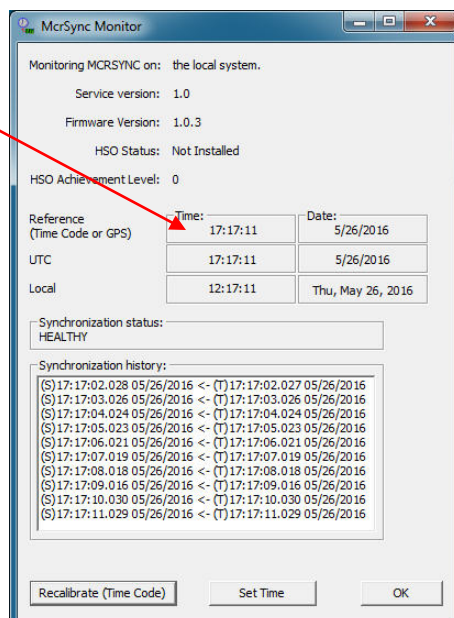 McrSync Monitor
Monitoring MCRSYNC on: the local system.
Service version: 1.0
Firmware Version: 1.0.3
HSO Status: Not Installed
HSO Achievement Level: 0
Time: Date:
Reference
(Time Code or GPS) 17:17:11 5/26/2016
UTC 17:17:11 5/26/2016
Local 12:17:11 Thu, May 26, 2016
Synchronization status:
HEALTHY
Synchronization history:
(S)17:17:02.028 05/26/2016 <- (T)17:17:02.027 05/26/2016
(S)17:17:03.026 05/26/2016 <- (T)17:17:03.026 05/26/2016
(S)17:17:04.024 05/26/2016 <- (T)17:17:04.024 05/26/2016
(S)17:17:05.023 05/26/2016 <- (T)17:17:05.023 05/26/2016
(S)17:17:06.021 05/26/2016 <- (T)17:17:06.021 05/26/2016
(S)17:17:07.019 05/26/2016 <- (T)17:17:07.019 05/26/2016
(S)17:17:08.018 05/26/2016 <- (T)17:17:08.018 05/26/2016
(S)17:17:09.016 05/26/2016 <- (T)17:17:09.016 05/26/2016
(S)17:17:10.030 05/26/2016 <- (T)17:17:10.030 05/26/2016
(S)17:17:11.029 05/26/2016 <- (T)17:17:11.029 05/26/2016
Recalibrate (Time Code) Set Time OK